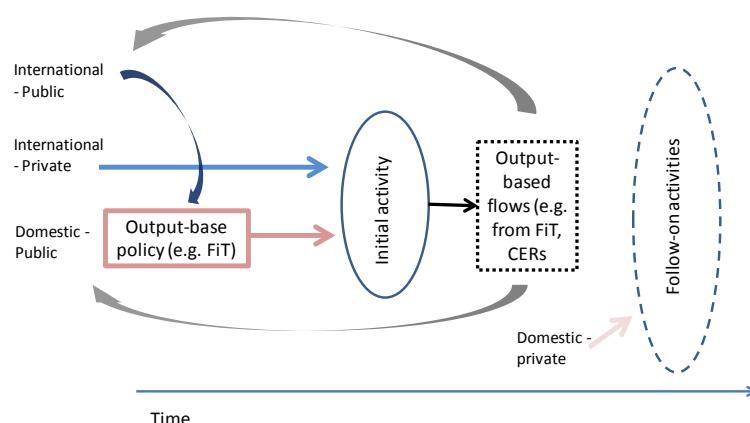 International
- Public
International
- Private
Domestic -
Public
Output-base
policy (e.g. FiT)
Initial activity
Output-
based
flows (e.g.
from FiT,
CERs
Follow-on activities
Domestic -
private
Time